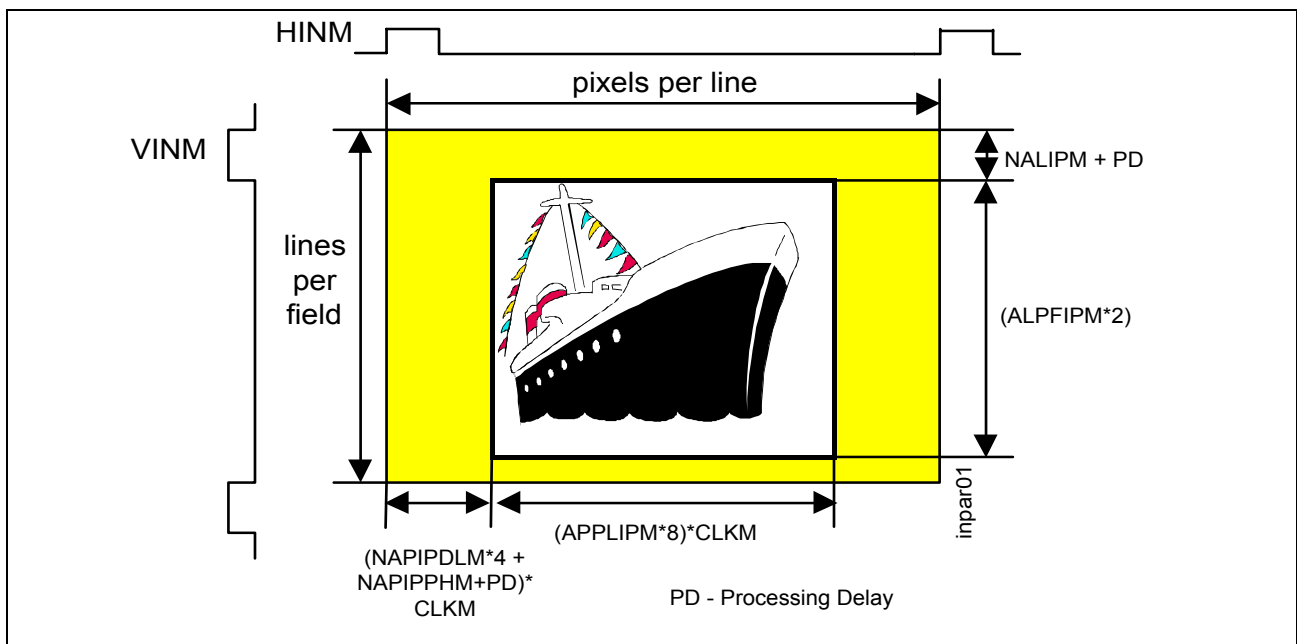 HINM
pixels per line
VINM
NALIPM + PD
lines
per
field
(ALPFIPM*2)
inpar01
(APPLIPM*8)*CLKM
(NAPIPDLM*4 +
NAPIPPHM+PD)*
CLKM
PD - Processing Delay